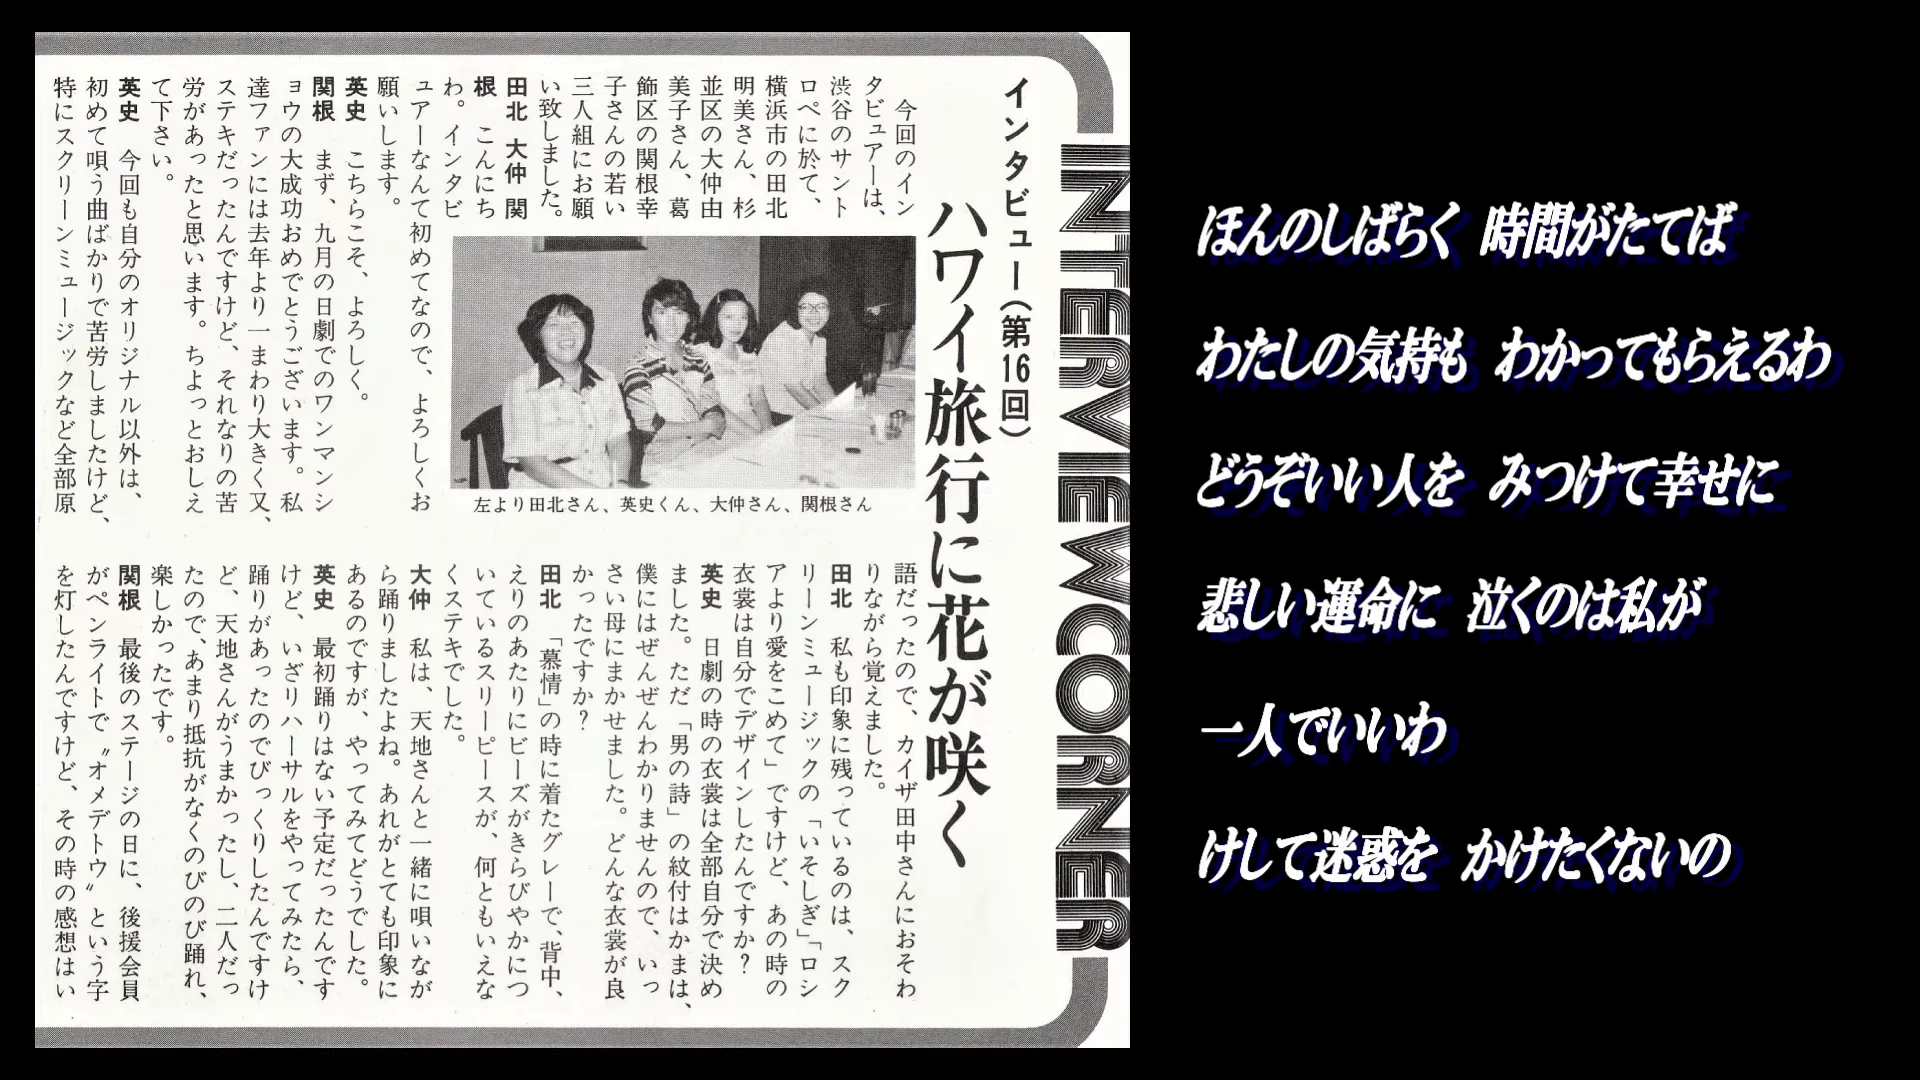 INTERVIEW CORNER
インタビュー(第16回)
ハワイ旅行に花が咲く
今回のイン
タビュアーは、
渋谷のサント
ロペに於て、
横浜市の田北
明美さん、杉
並区の大仲由
美子さん、葛
飾区の関根幸
子さんの若い
三人組にお願
い致しました。
田北 大仲 関
根 こんにち
わ。インタビ
ュアーなんて初めてなので、よろしくお
願いします。
英史 こちらこそ、よろしく。
関根 まず、九月の日劇でのワンマンシ
ョウの大成功おめでとうございます。私
達ファンには去年より一まわり大きく又、
ステキだったんですけど、それなりの苦
労があったと思います。ちよっとおしえ
て下さい。
英史 今回も自分のオリジナル以外は、
初めて唄う曲ばかりで苦労しましたけど、
特にスクリーンミュージックなど全部原
左より田北さん、英史くん、大仲さん、関根さん
語だったので、カイザ田中さんにおそわ
りながら覚えました。
田北 私も印象に残っているのは、スク
リーンミュージックの「いそしぎ」「ロシ
アより愛をこめて」ですけど、あの時の
衣裳は自分でデザインしたんですか?
英史 日劇の時の衣裳は全部自分で決め
ました。ただ「男の詩」の紋付はかまは、
僕にはぜんぜんわかりませんので、いっ
さい母にまかせました。どんな衣裳が良
かったですか?
田北 「慕情」の時に着たグレーで、背中、
えりのあたりにビーズがきらびやかにつ
いているスリーピースが、何ともいえな
くステキでした。
大仲 私は、天地さんと一緒に唄いなが
ら踊りましたよね。あれがとても印象に
あるのですが、やってみてどうでした。
英史 最初踊りはない予定だったんです
けど、いざリハーサルをやってみたら、
踊りがあったのでびっくりしたんですけ
ど、天地さんがうまかったし、二人だっ
たので、あまり抵抗がなくのびのび踊れ、
楽しかったです。
関根 最後のステージの日に、後援会員
がペンライトで〝オメデトウ〟という字
を灯したんですけど、その時の感想はい
ほんのしばらく 時間がたてば
わたしの気持も わかってもらえるわ
どうぞいい人を みつけて幸せに
悲しい運命に 泣くのは私が
一人でいいわ
けして迷惑を かけたくないの